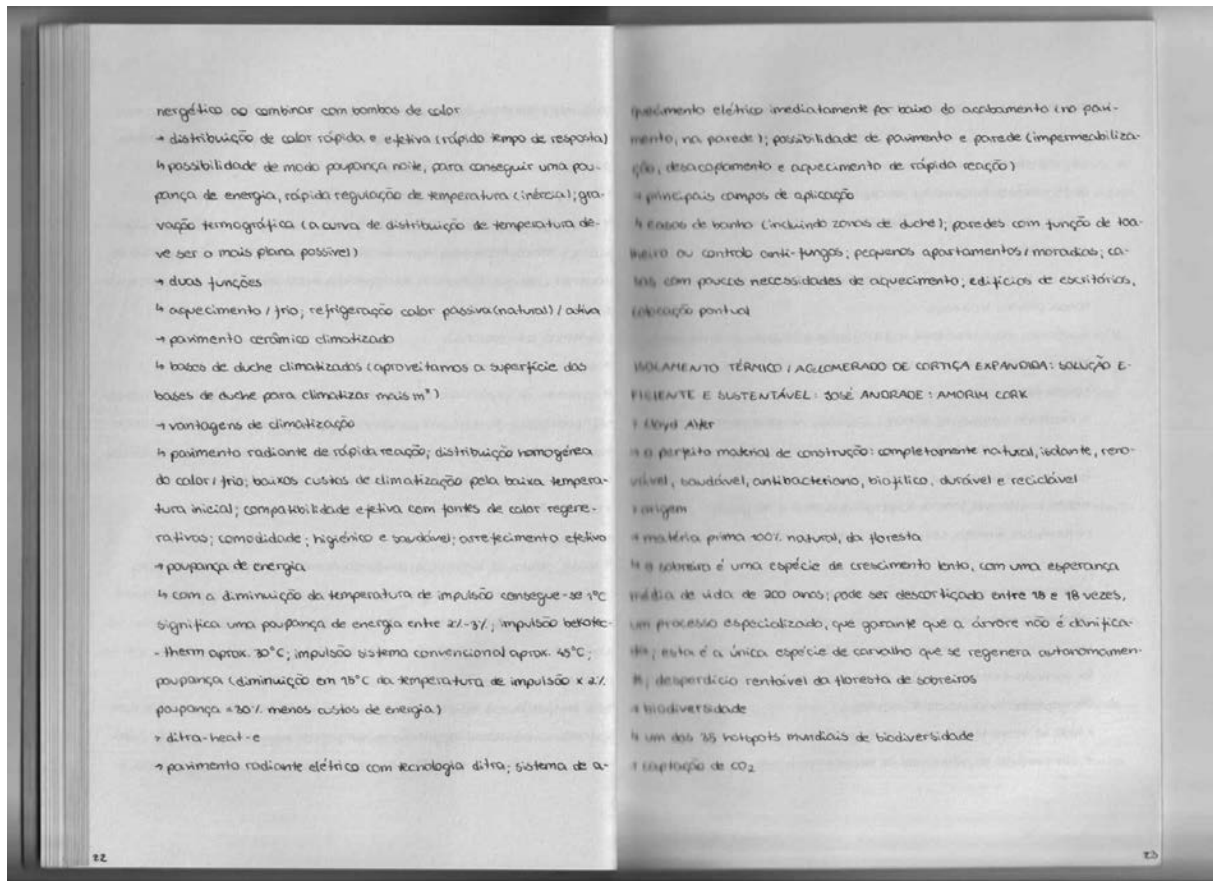 nergético ao combinar com bombas de calor
→ distribuição de calor rápida e efetiva (rápido tempo de resposta)
↳ possibilidade de modo poupança noite, para conseguir uma pou-
pança de energia, rápida regulação de temperatura (inércia); gra-
vação termográfica (a curva de distribuição de temperatura de-
ve ser o mais plana possível)
→ duas funções
↳ aquecimento / frio; refrigeração calor passiva (natural) / ativa
→ pavimento cerâmico climatizado
↳ bases de duche climatizados (aproveitamos a superfície das
bases de duche para climatizar mais m²)
→ vantagens de climatização
↳ pavimento radiante de rápida reação; distribuição homogénea
do calor / frio; baixos custos de climatização pela baixa tempera-
tura inicial; compatibilidade efetiva com fontes de calor regene-
rativas; comodidade; higiénico e saudável; arrefecimento efetivo
→ poupança de energia
↳ com a diminuição da temperatura de impulsão consegue-se 1°C
significa uma poupança de energia entre 2%-3%; impulsão bekotec-
-therm aprox. 30°C; impulsão sistema convencional aprox. 45°C;
poupança (diminuição em 15°C da temperatura de impulsão x 2%
poupança = 30% menos custos de energia)
> ditra-heat-e
→ pavimento radiante elétrico com tecnologia ditra; sistema de a-
22
quecimento elétrico imediatamente por baixo do acabamento (no pavi-
mento, na parede); possibilidade de pavimento e parede (impermeabiliza-
ção, desacoplamento e aquecimento de rápida reação)
→ principais campos de aplicação
↳ casas de banho (incluindo zonas de duche); paredes com função de toa-
lheiro ou controlo anti-fungos; pequenos apartamentos / moradias; ca-
sas com poucas necessidades de aquecimento; edifícios de escritórios,
colocação pontual
ISOLAMENTO TÉRMICO / AGLOMERADO DE CORTIÇA EXPANDIDA: SOLUÇÃO E-
FICIENTE E SUSTENTÁVEL: JOSÉ ANDRADE: AMORIM CORK
> Lloyd Alter
→ o perfeito material de construção: completamente natural, isolante, reno-
vável, saudável, antibacteriano, biofílico, durável e reciclável
> origem
→ matéria prima 100% natural, da floresta
↳ o sobreiro é uma espécie de crescimento lento, com uma esperança
média de vida de 200 anos; pode ser descortiçado entre 18 e 18 vezes,
um processo especializado, que garante que a árvore não é danifica-
da; esta é a única espécie de carvalho que se regenera autonomamen-
te; desperdício rentaível da floresta de sobreiros
→ biodiversidade
↳ um dos 35 hotspots mundiais de biodiversidade
→ captação de CO₂
23